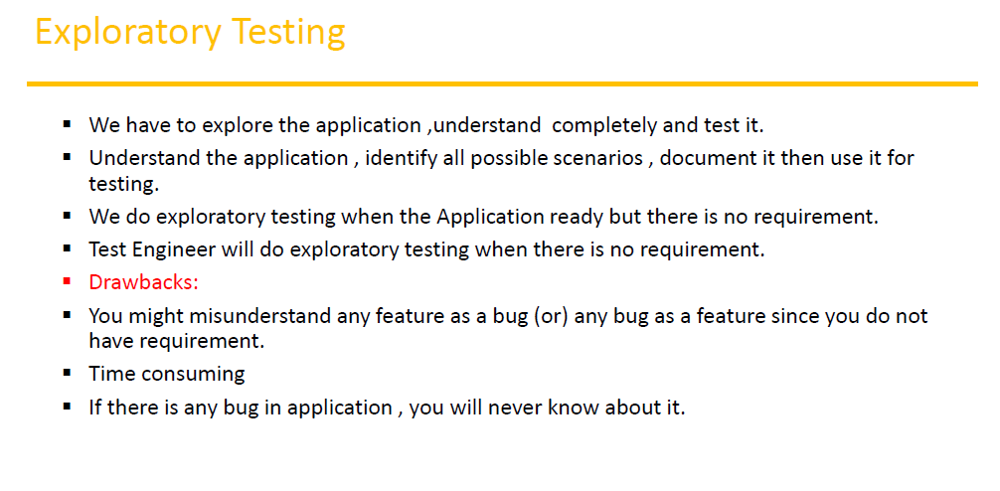 Exploratory Testing
▪ We have to explore the application ,understand  completely and test it.
▪ Understand the application , identify all possible scenarios , document it then use it for
testing.
▪ We do exploratory testing when the Application ready but there is no requirement.
▪ Test Engineer will do exploratory testing when there is no requirement.
▪ Drawbacks:
▪ You might misunderstand any feature as a bug (or) any bug as a feature since you do not
have requirement.
▪ Time consuming
▪ If there is any bug in application , you will never know about it.